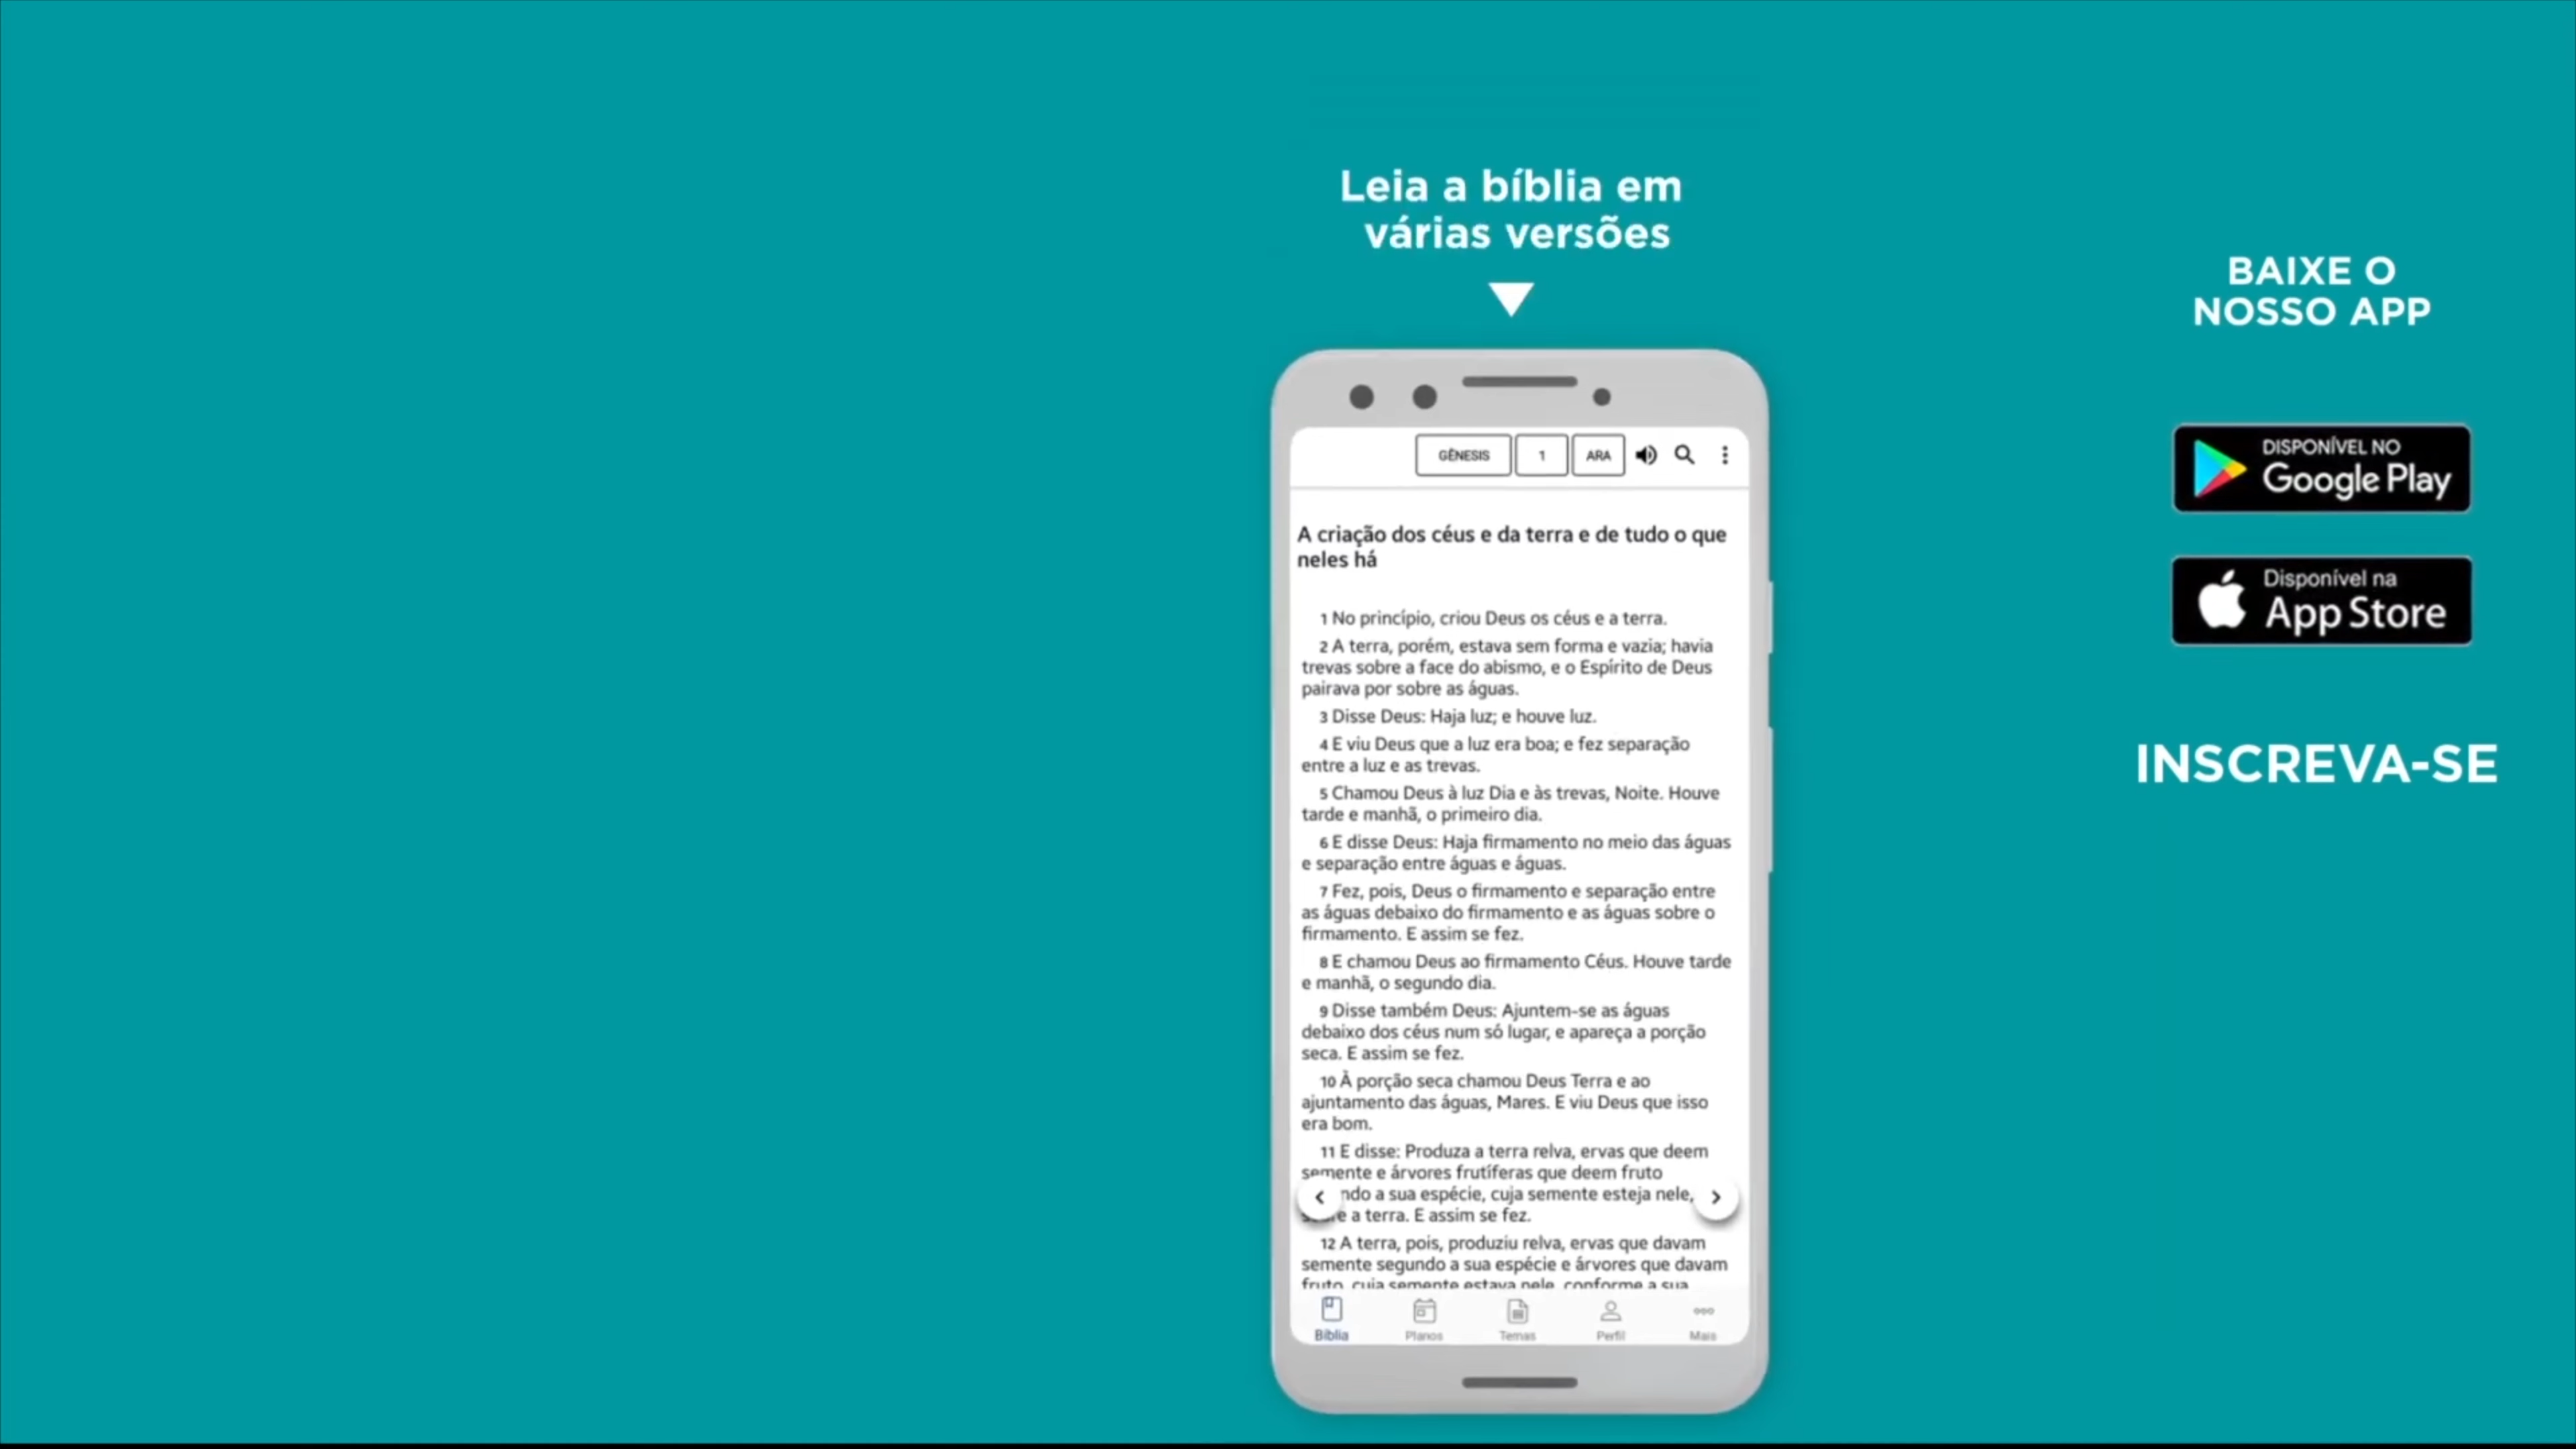 Leia a bíblia em
várias versões
GÊNESIS 1 ARA
A criação dos céus e da terra e de tudo o que
neles há
1 No princípio, criou Deus os céus e a terra.
2 A terra, porém, estava sem forma e vazia; havia
trevas sobre a face do abismo, e o Espírito de Deus
pairava por sobre as águas.
3 Disse Deus: Haja luz; e houve luz.
4 E viu Deus que a luz era boa; e fez separação
entre a luz e as trevas.
5 Chamou Deus à luz Dia e às trevas, Noite. Houve
tarde e manhã, o primeiro dia.
6 E disse Deus: Haja firmamento no meio das águas
e separação entre águas e águas.
7 Fez, pois, Deus o firmamento e separação entre
as águas debaixo do firmamento e as águas sobre o
firmamento. E assim se fez.
8 E chamou Deus ao firmamento Céus. Houve tarde
e manhã, o segundo dia.
9 Disse também Deus: Ajuntem-se as águas
debaixo dos céus num só lugar, e apareça a porção
seca. E assim se fez.
10 À porção seca chamou Deus Terra e ao
ajuntamento das águas, Mares. E viu Deus que isso
era bom.
11 E disse: Produza a terra relva, ervas que deem
semente e árvores frutíferas que deem fruto
ndo a sua espécie, cuja semente esteja nele,
a terra. E assim se fez.
12 A terra, pois, produziu relva, ervas que davam
semente segundo a sua espécie e árvores que davam
fruto, cuja semente estava nele, conforme a sua
Bíblia Planos Temas Perfil Mais
BAIXE O
NOSSO APP
DISPONÍVEL NO
Google Play
Disponível na
App Store
INSCREVA-SE